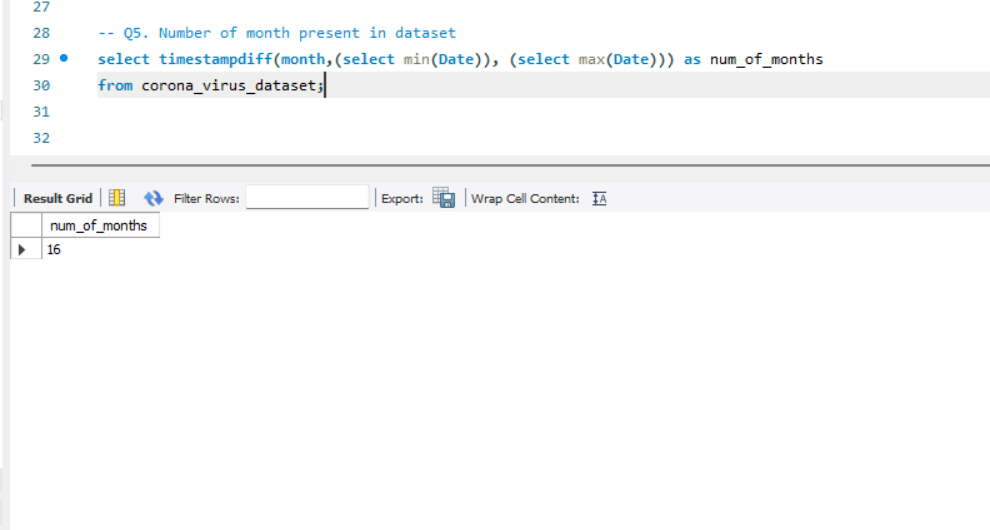 27
28 -- Q5. Number of month present in dataset
29 select timestampdiff(month,(select min(Date)), (select max(Date))) as num_of_months
30 from corona_virus_dataset;
31
32
Result Grid Filter Rows: Export: Wrap Cell Content:
num_of_months
16